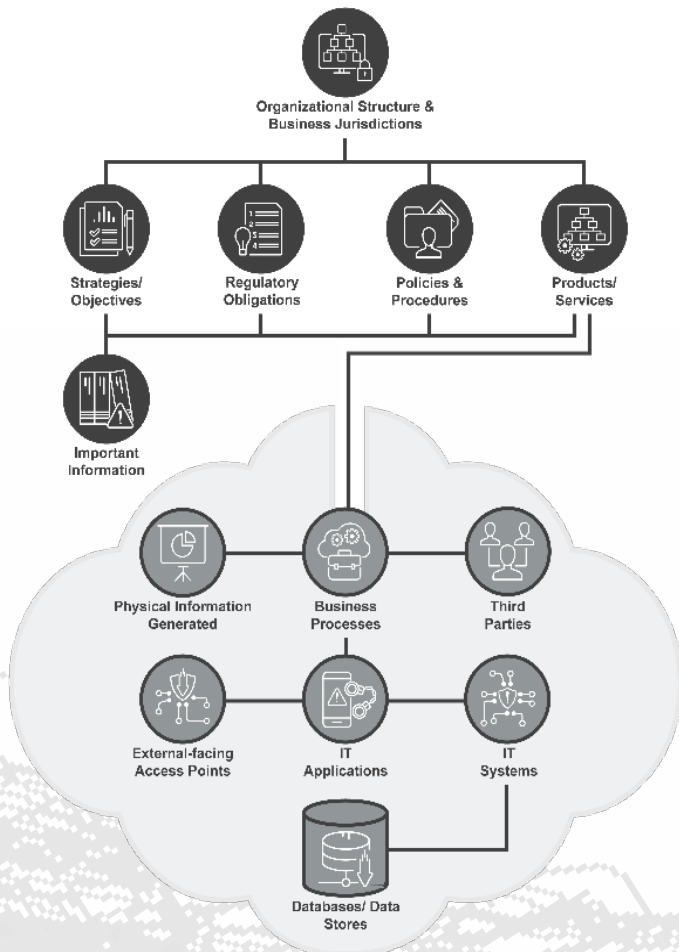 Organizational Structure &
Business Jurisdictions
Strategies/
Objectives
Regulatory
Obligations
Policies &
Procedures
Products/
Services
Important
Information
Physical Information
Generated
Business
Processes
Third
Parties
External-facing
Access Points
IT
Applications
IT
Systems
Databases/ Data
Stores